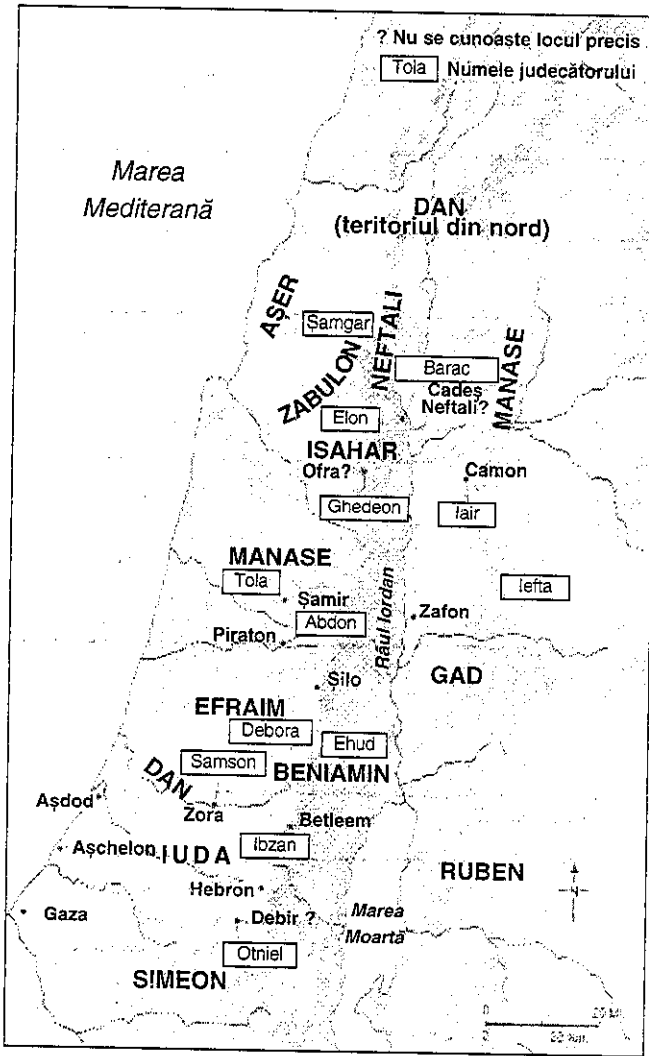 ? Nu se cunoaste locul precis
Tola Numele judecătorului
Marea
Mediterană
DAN
(teritoriul din nord)
AȘER
Șamgar
NEFTALI
ZABULON
Barac
MANASE
Cadeș
Neftali?
Elon
ISAHAR
Ofra?
Camon
Ghedeon
Iair
MANASE
Tola
Iefta
Șamir
Abdon
Zafon
Piraton
Râul Iordan
GAD
Silo
EFRAIM
Debora
Ehud
Samson
BENIAMIN
DAN
Așdod
Zora
Betleem
Așchelon
IUDA
Ibzan
RUBEN
Hebron
Gaza
Debir ?
Marea
Moartă
Otniel
SIMEON
0
0